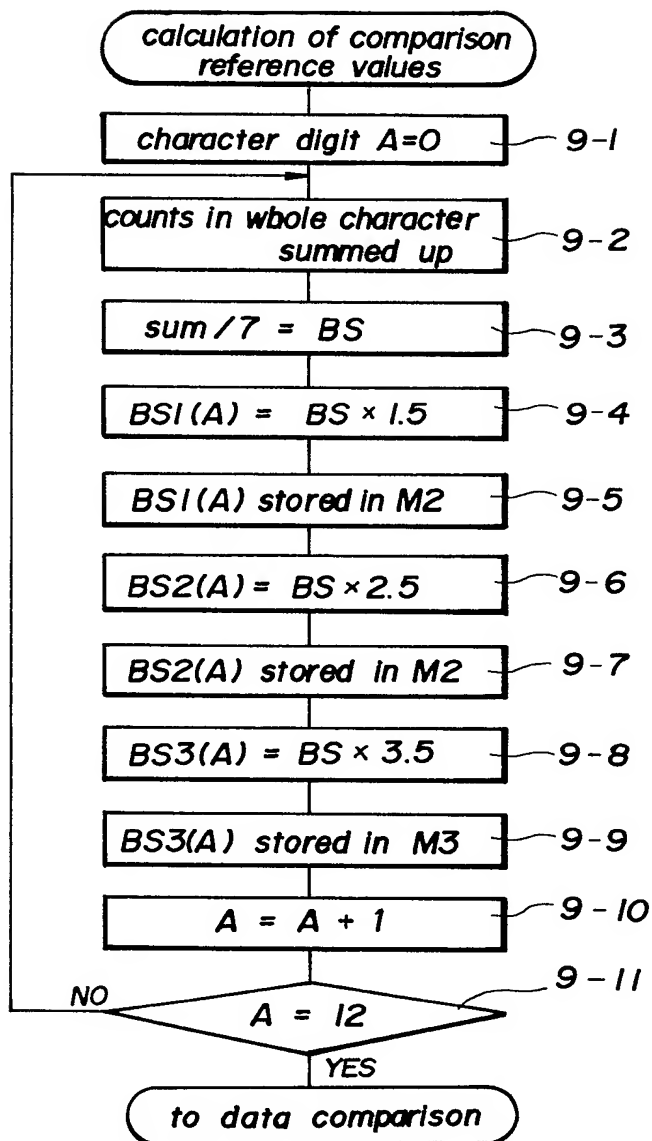 calculation of comparison
reference values
character digit A=0
9-1
counts in whole character
summed up
9-2
sum/7 = BS
9-3
BS1(A) = BS × 1.5
9-4
BS1(A) stored in M2
9-5
BS2(A) = BS × 2.5
9-6
BS2(A) stored in M2
9-7
BS3(A) = BS × 3.5
9-8
BS3(A) stored in M3
9-9
A = A + 1
9-10
9-11
NO
A = 12
YES
to data comparison